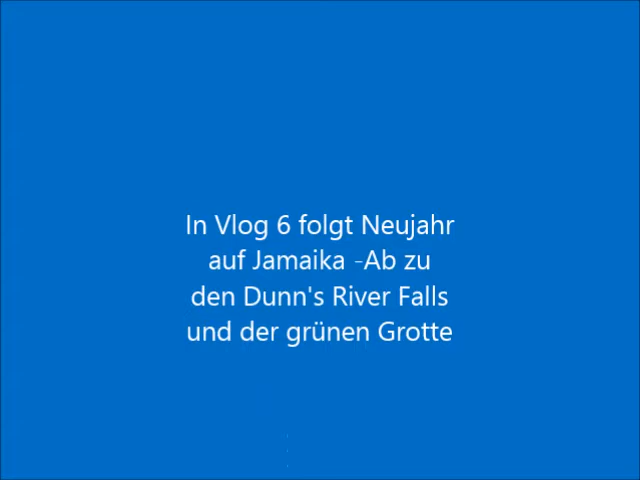 In Vlog 6 folgt Neujahr
auf Jamaika -Ab zu
den Dunn's River Falls
und der grünen Grotte